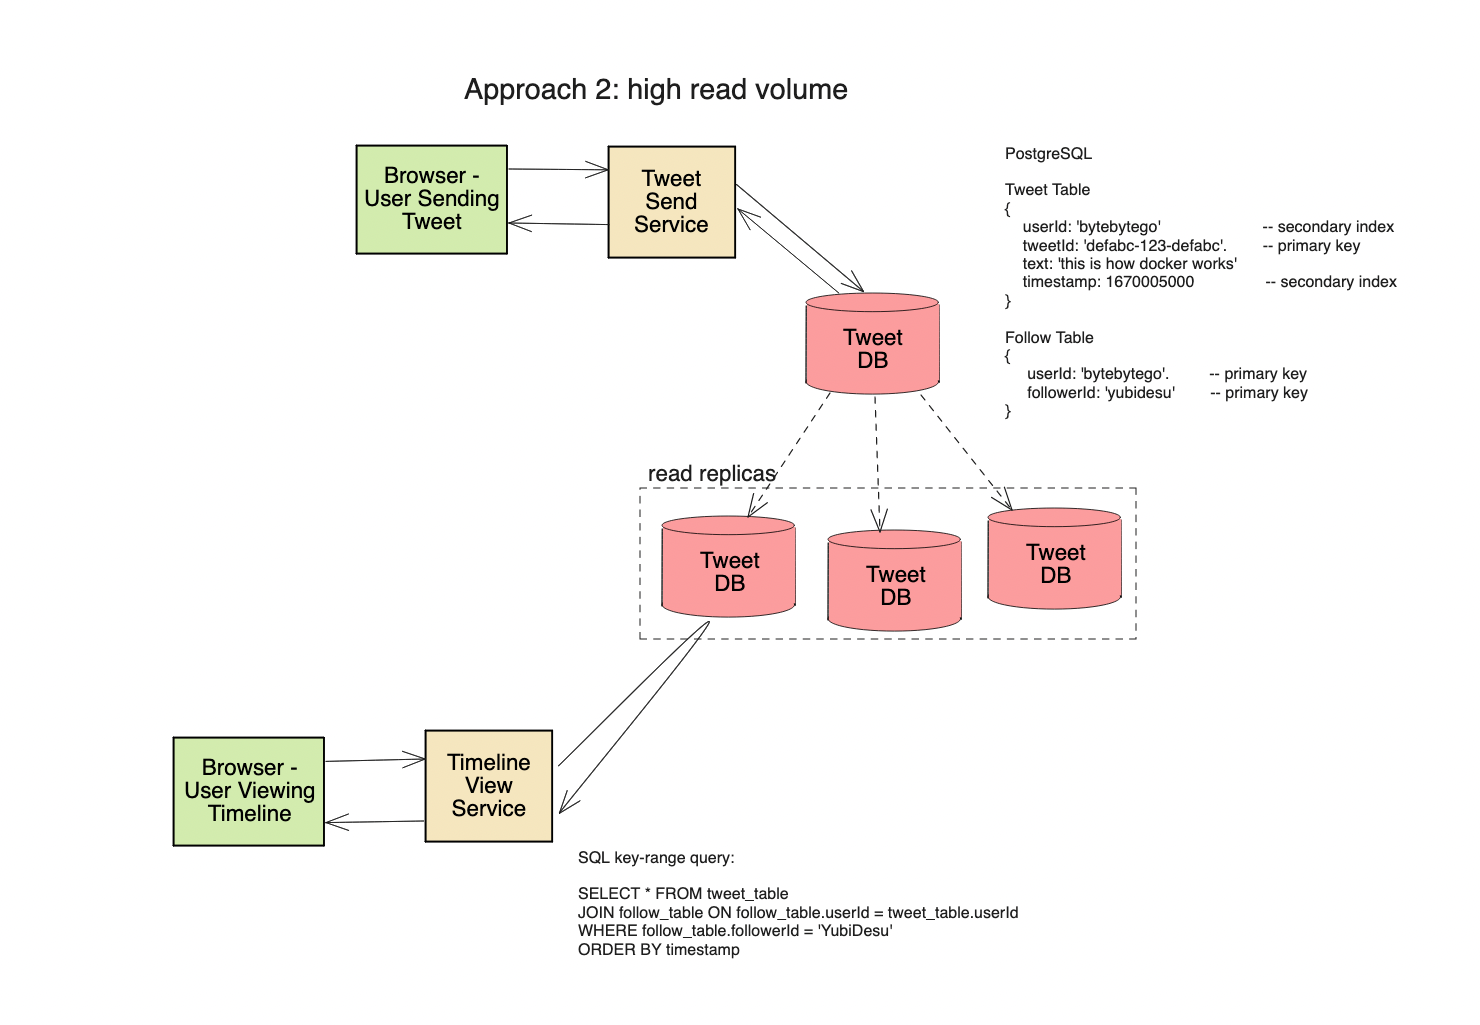 Approach 2: high read volume
Browser -
User Sending
Tweet
Tweet
Send
Service
PostgreSQL
Tweet Table
{
userId: 'bytebytego' -- secondary index
tweetId: 'defabc-123-defabc'. -- primary key
text: 'this is how docker works'
timestamp: 1670005000 -- secondary index
}
Follow Table
{
userId: 'bytebytego'. -- primary key
followerId: 'yubidesu' -- primary key
}
Tweet
DB
read replicas
Tweet
DB
Tweet
DB
Tweet
DB
Browser -
User Viewing
Timeline
Timeline
View
Service
SQL key-range query:
SELECT * FROM tweet_table
JOIN follow_table ON follow_table.userId = tweet_table.userId
WHERE follow_table.followerId = 'YubiDesu'
ORDER BY timestamp